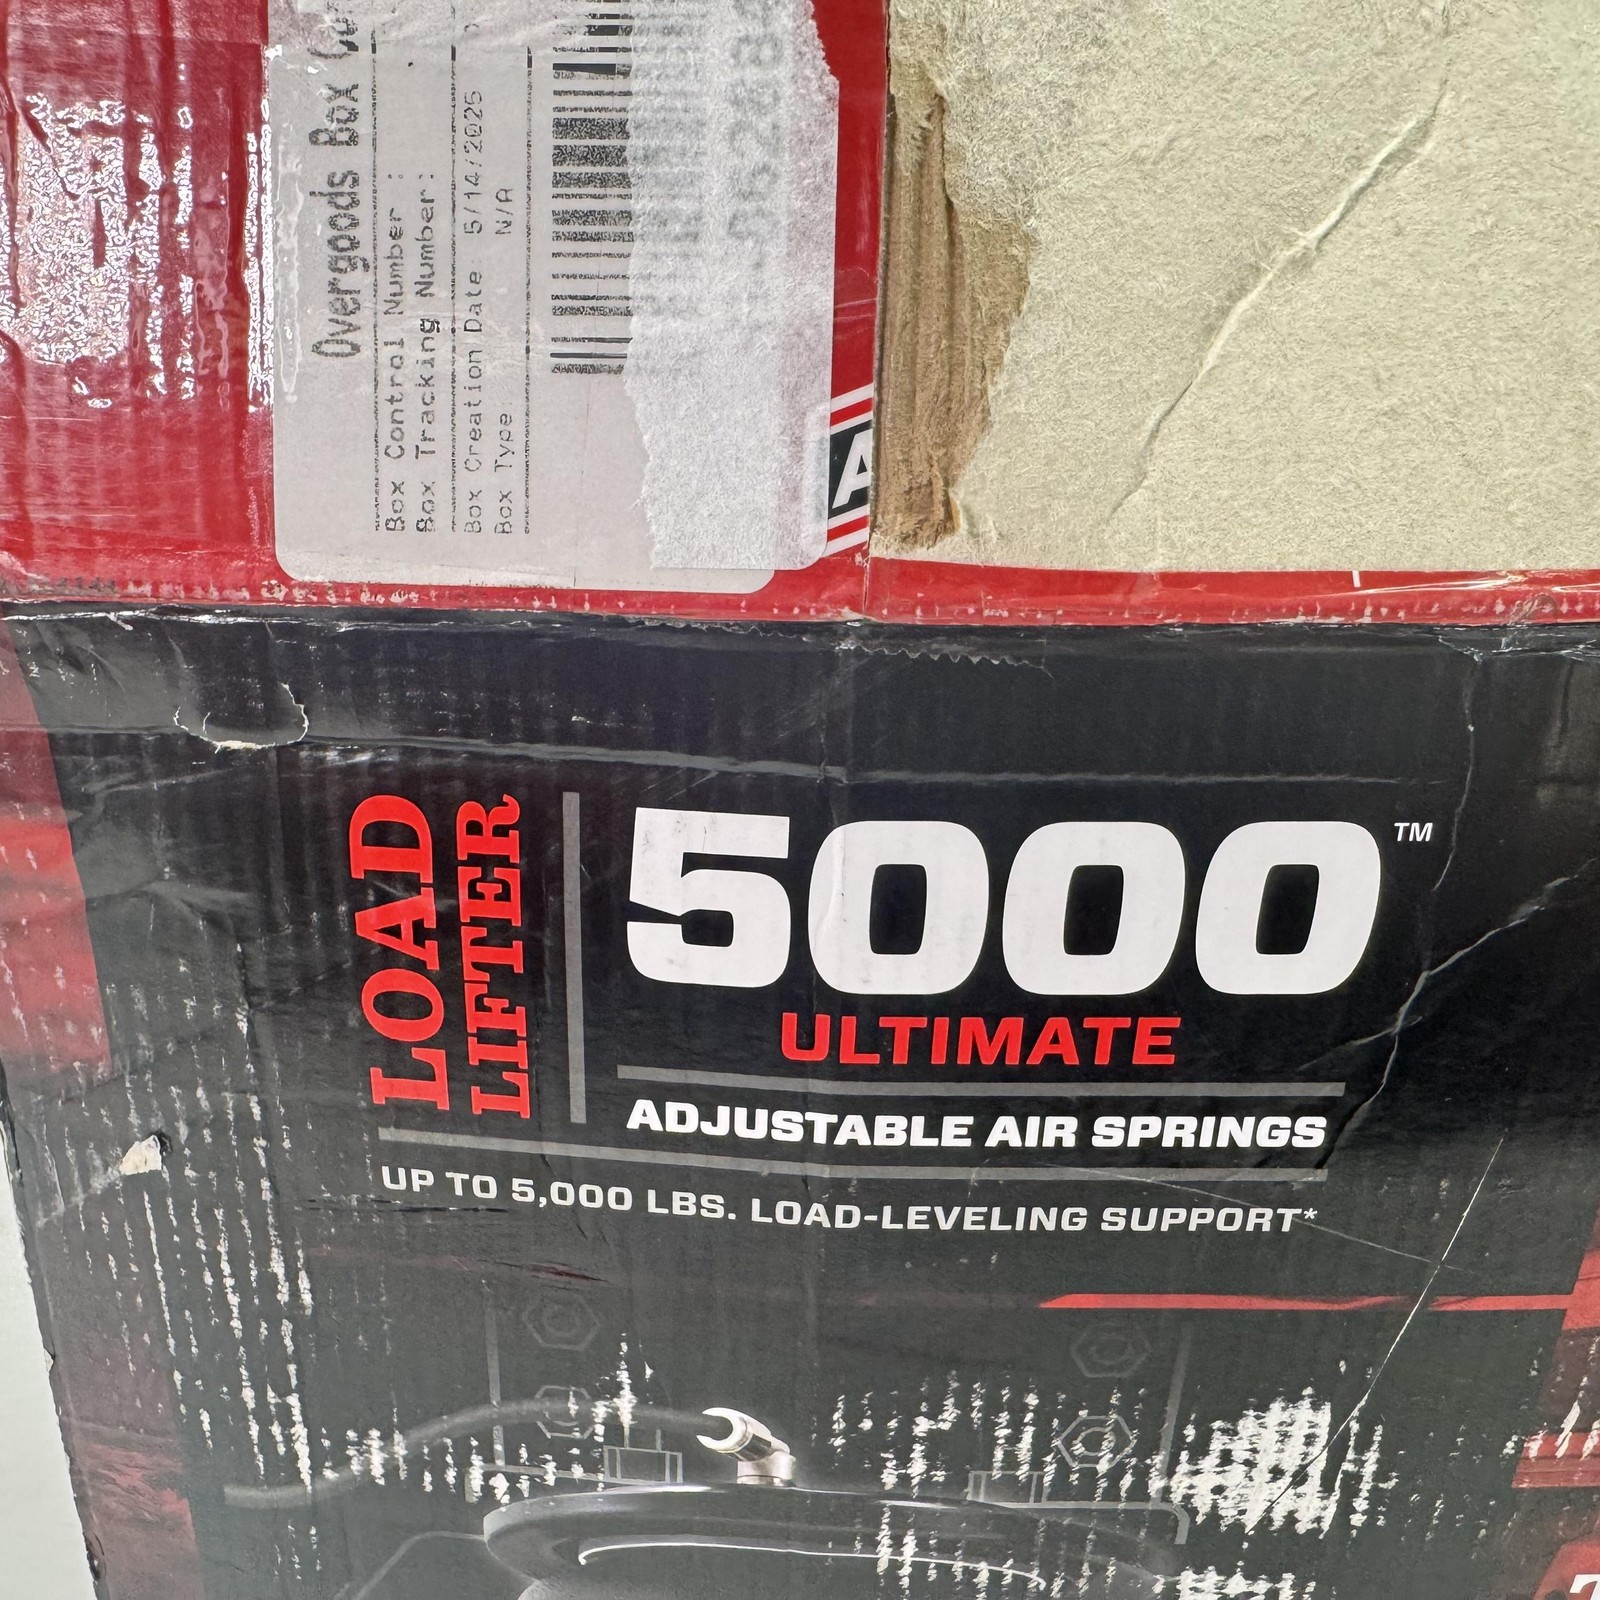 Overgoods Box
Box Control Number :
Box Tracking Number:
Box Creation Date: 5/14/2025
Box Type: N/A
A
LOAD
LIFTER
5000™
ULTIMATE
ADJUSTABLE AIR SPRINGS
UP TO 5,000 LBS. LOAD-LEVELING SUPPORT*